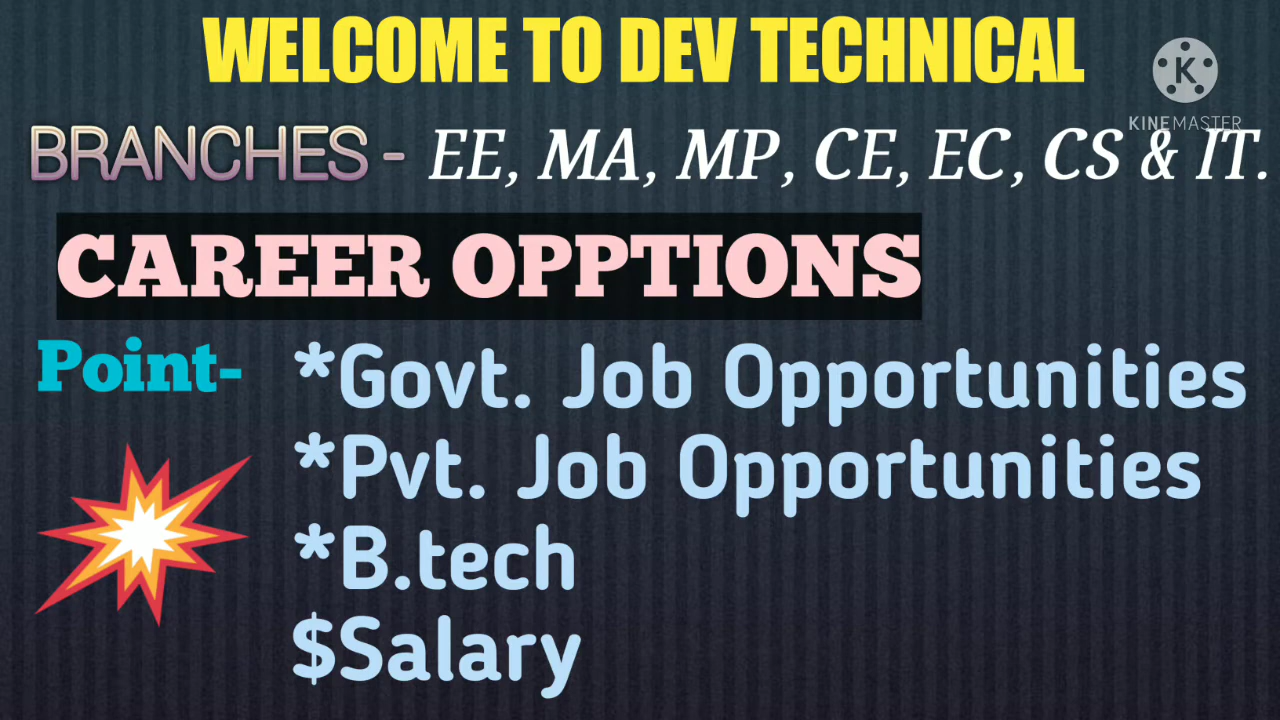 WELCOME TO DEV TECHNICAL
K
KINEMASTER
BRANCHES - EE, MA, MP, CE, EC, CS & IT.
CAREER OPPTIONS
Point- *Govt. Job Opportunities
*Pvt. Job Opportunities
*B.tech
$Salary